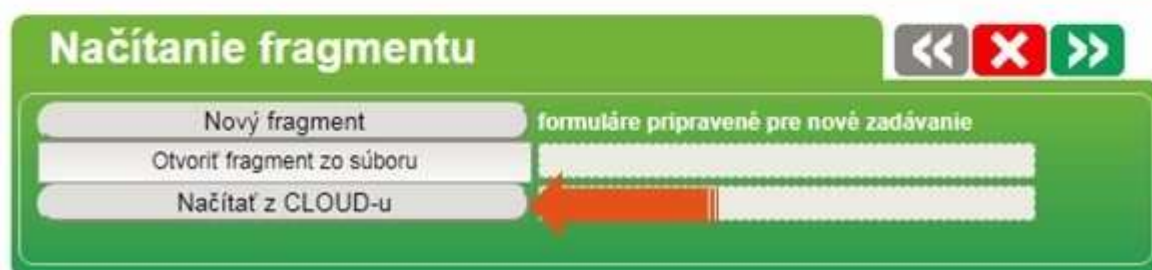 Načítanie fragmentu
Nový fragment formuláre pripravené pre nové zadávanie
Otvoriť fragment zo súboru
Načítať z CLOUD-u